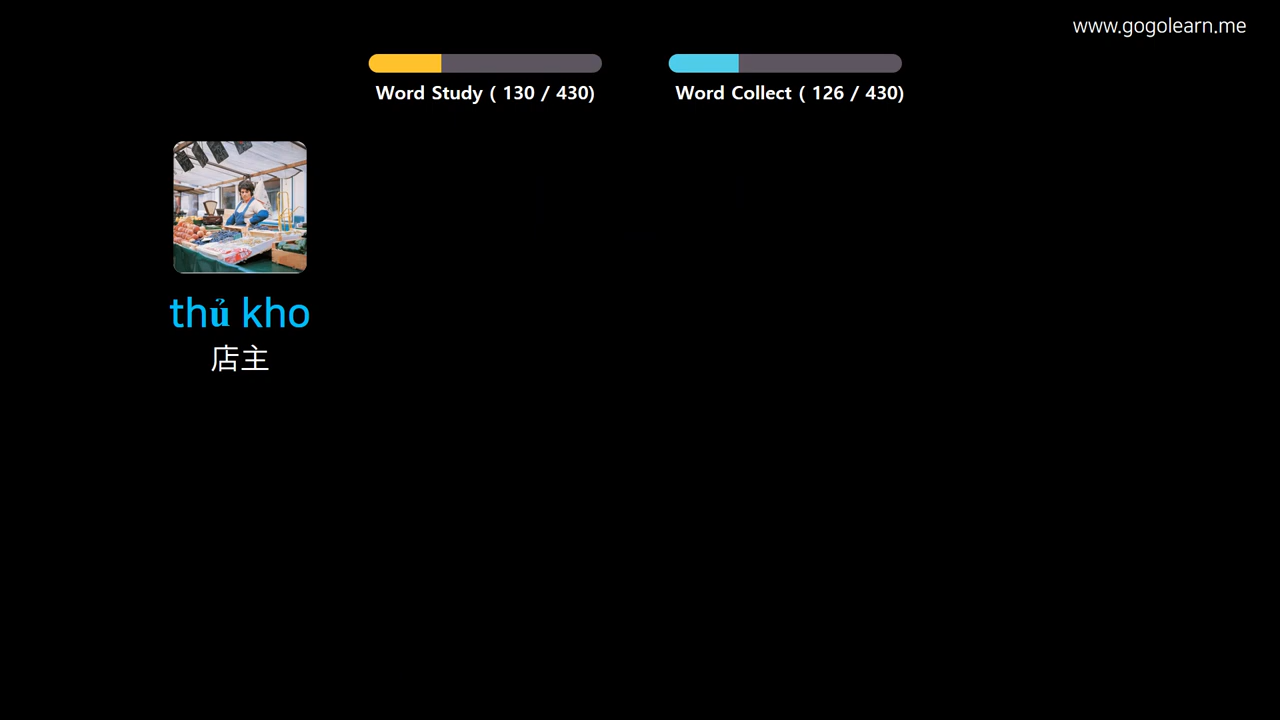 www.gogolearn.me
Word Study ( 130 / 430)
Word Collect ( 126 / 430)
thủ kho
店主